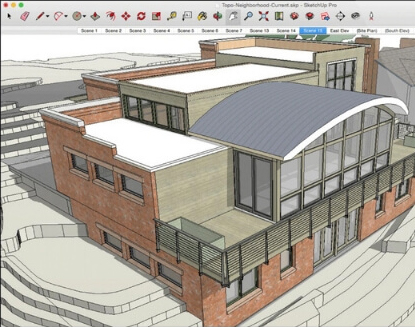 Topo-Neighborhood-Current.skp - SketchUp Pro
Scene 1 Scene 2 Scene 3 Scene 4 Scene 5 Scene 6 Scene 7 Scene 13 Scene 14 Scene 12 East Elev (Site Plan) (South Elev)